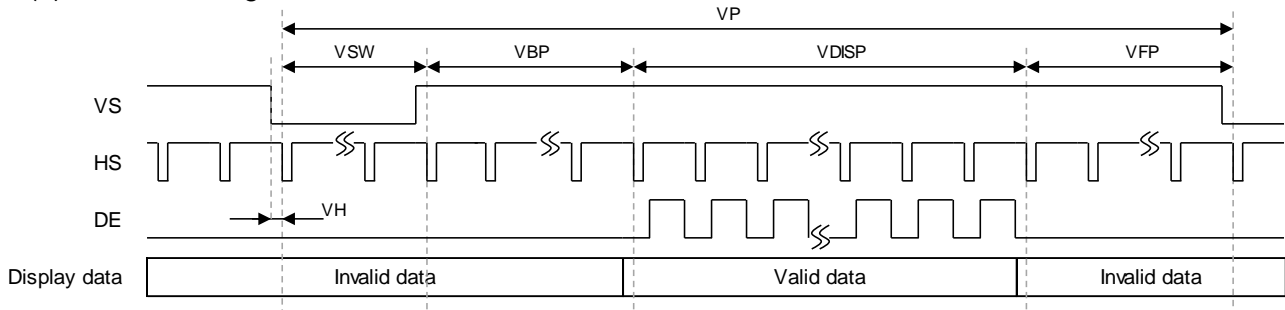 VP
VSW VBP VDISP VFP
VS
HS
VH
DE
Display data Invalid data Valid data Invalid data